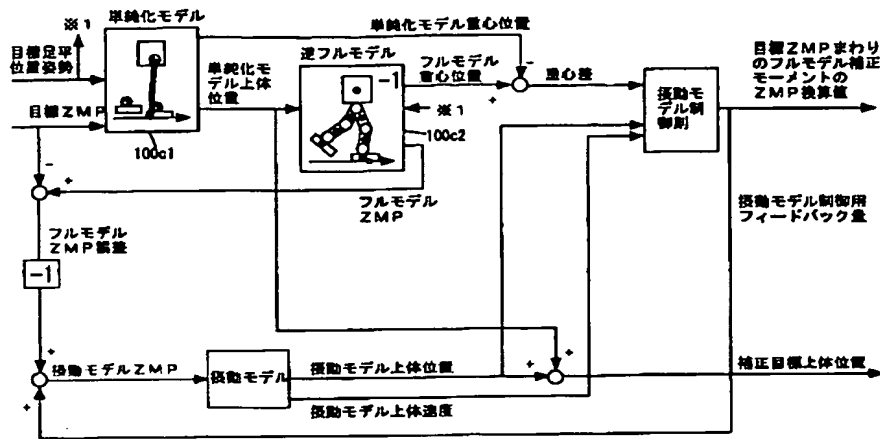 ※1
目標足平
位置姿勢
単純化モデル
単純化モデル重心位置
目標ZMP
100c1
単純化モ
デル上体
位置
逆フルモデル
-1
100c2
フルモデル
重心位置
※1
-
+
重心差
摂動モ
デル制
御則
目標ZMPまわり
のフルモデル補正
モーメントの
ZMP換算値
-
+
フルモデル
ZMP
摂動モデル制御用
フィードバック量
フルモデル
ZMP誤差
-1
+
+
摂動モデルZMP
摂動モデル
摂動モデル上体位置
摂動モデル上体速度
+
+
補正目標上体位置